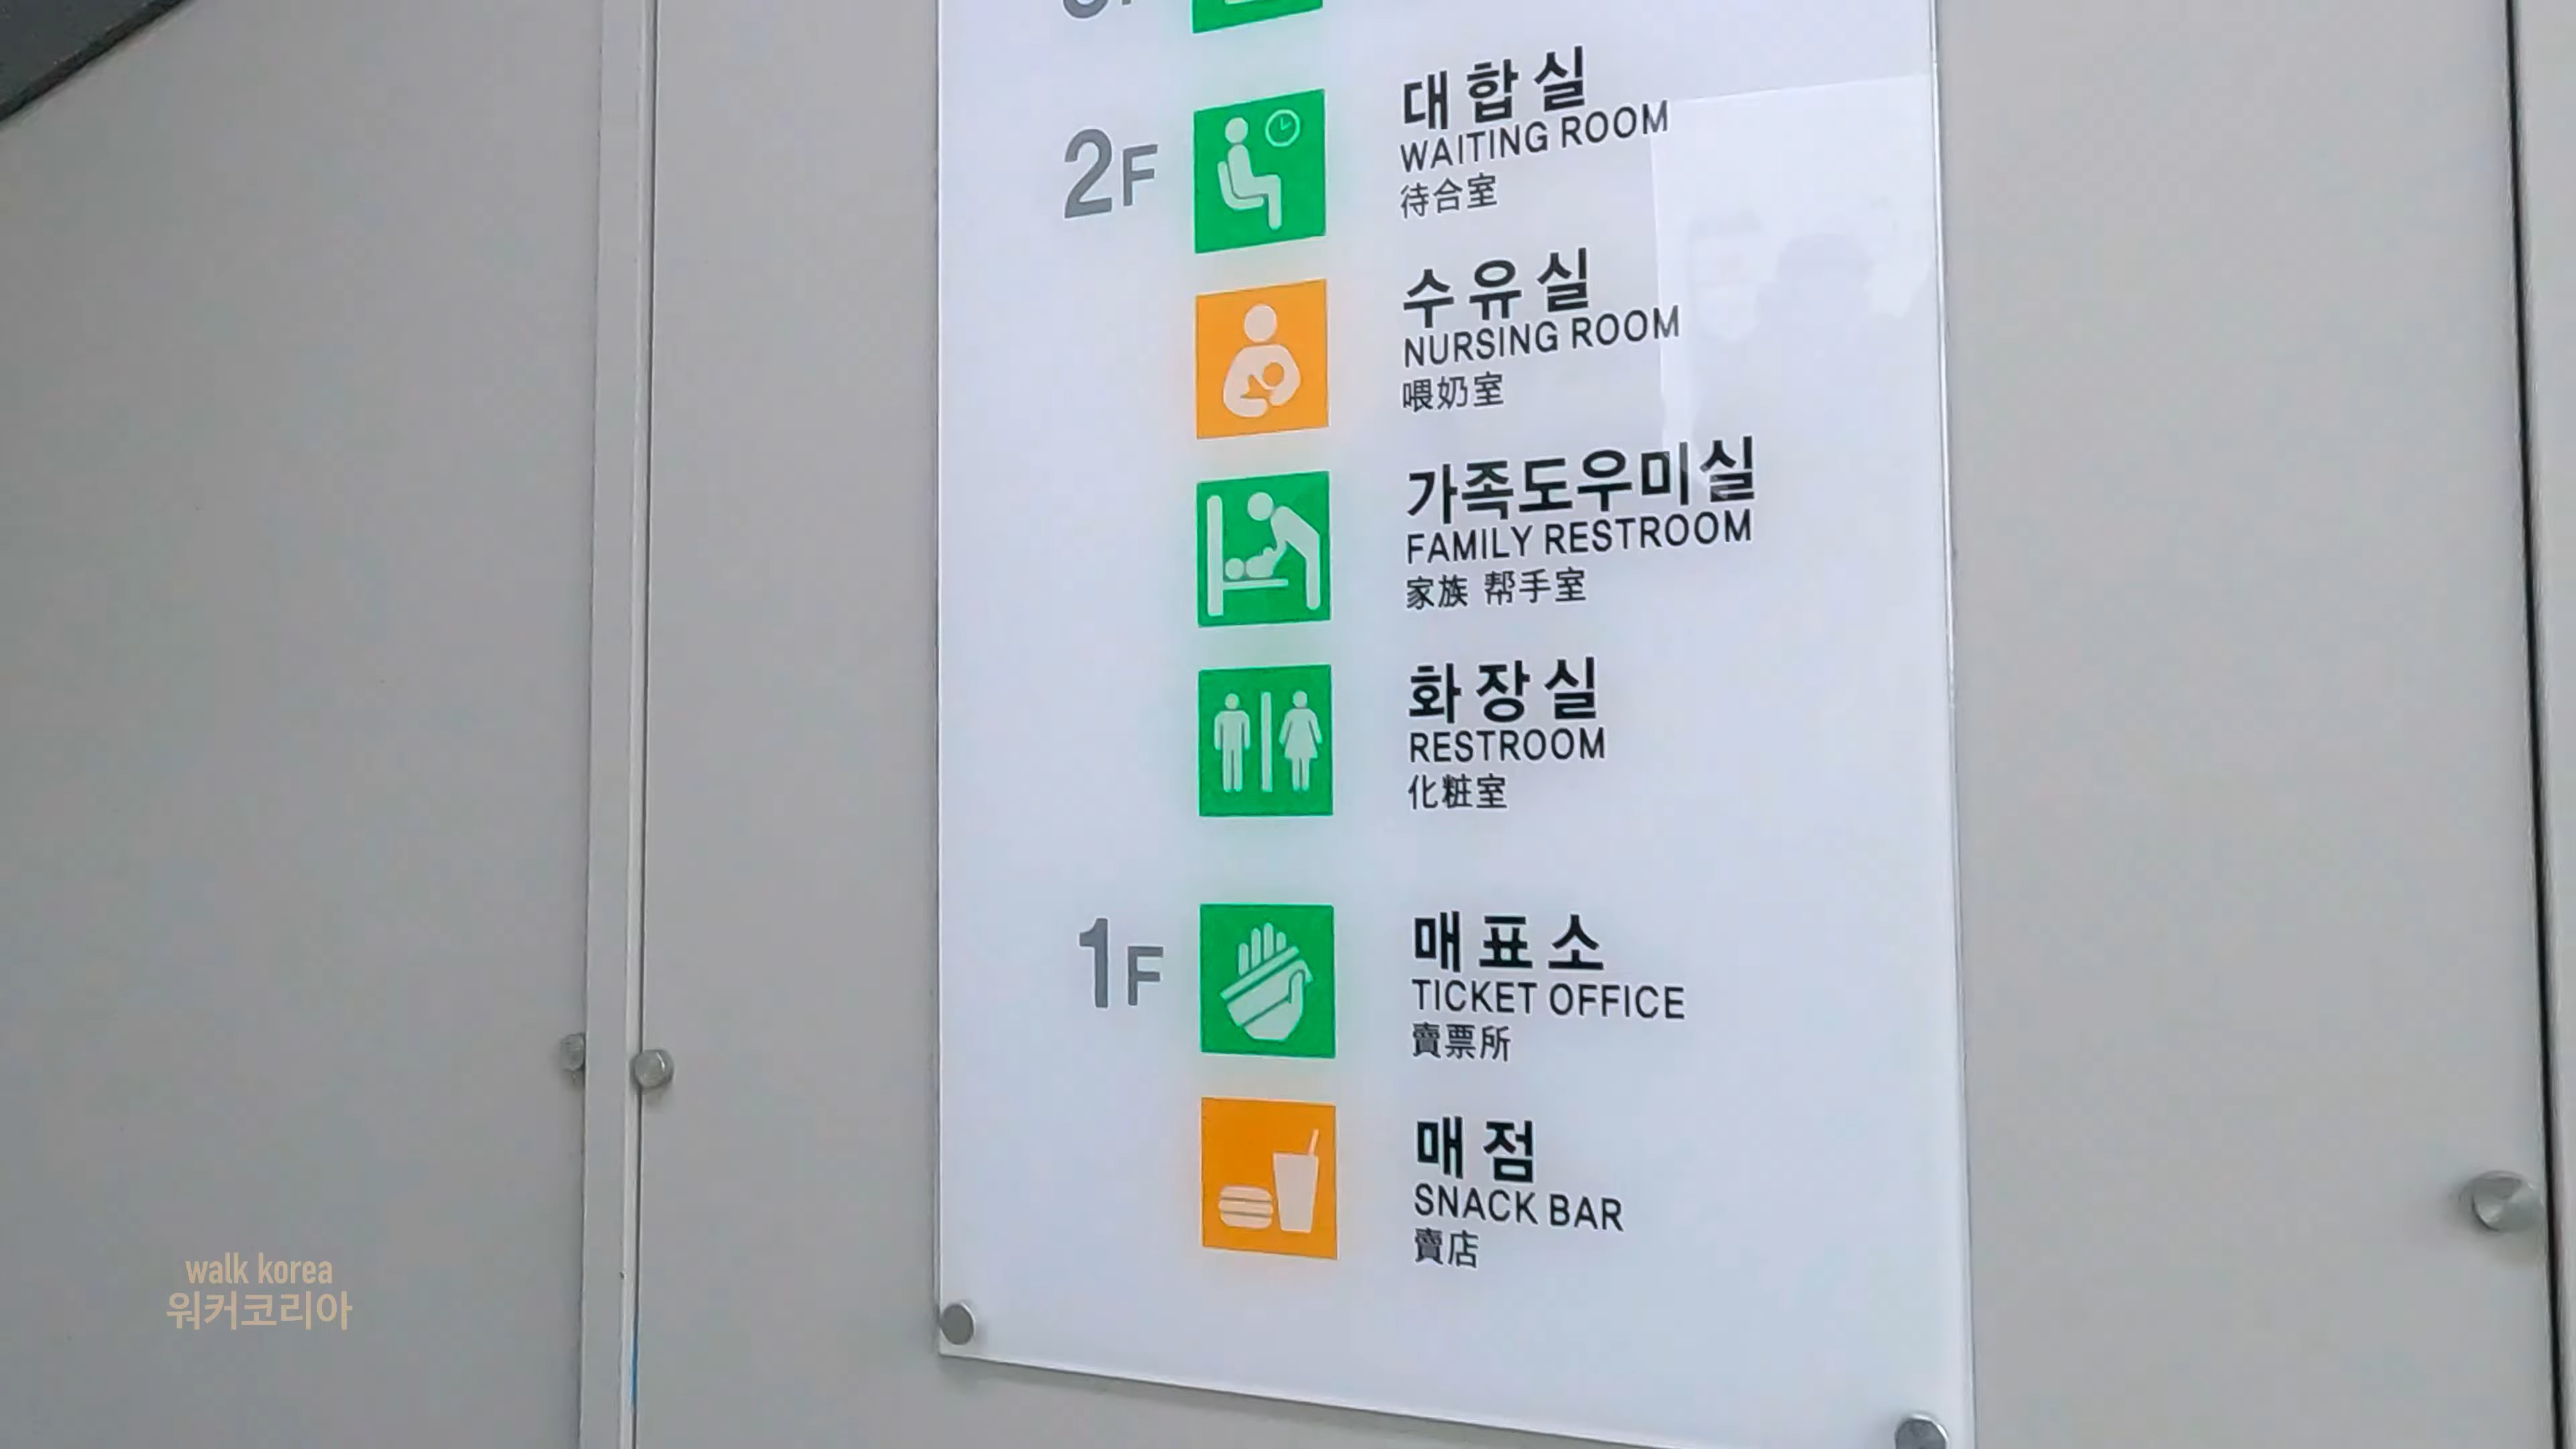 대합실
WAITING ROOM
2F
待合室
수유실
NURSING ROOM
喂奶室
가족도우미실
FAMILY RESTROOM
家族 帮手室
화장실
RESTROOM
化粧室
1F
매표소
TICKET OFFICE
賣票所
매점
SNACK BAR
賣店
walk korea
워커코리아